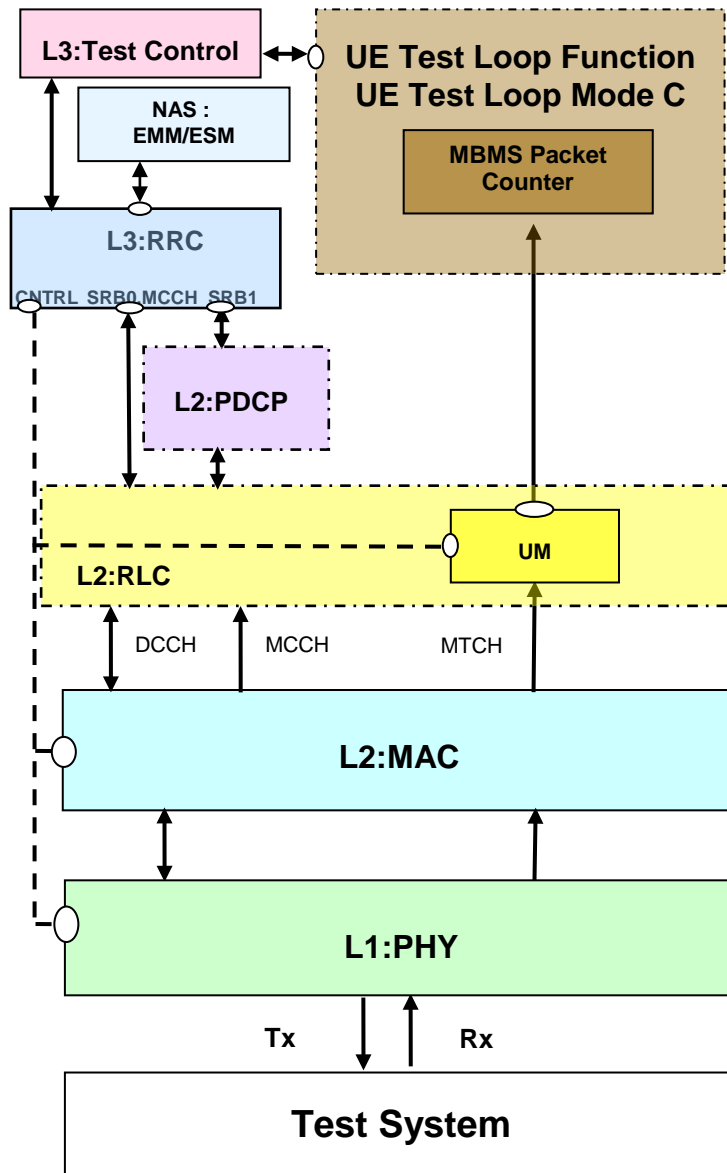 L3:Test Control
UE Test Loop Function
UE Test Loop Mode C
NAS :
EMM/ESM
MBMS Packet
Counter
L3:RRC
CNTRL SRB0 MCCH SRB1
L2:PDCP
UM
L2:RLC
DCCH MCCH MTCH
L2:MAC
L1:PHY
Tx Rx
Test System